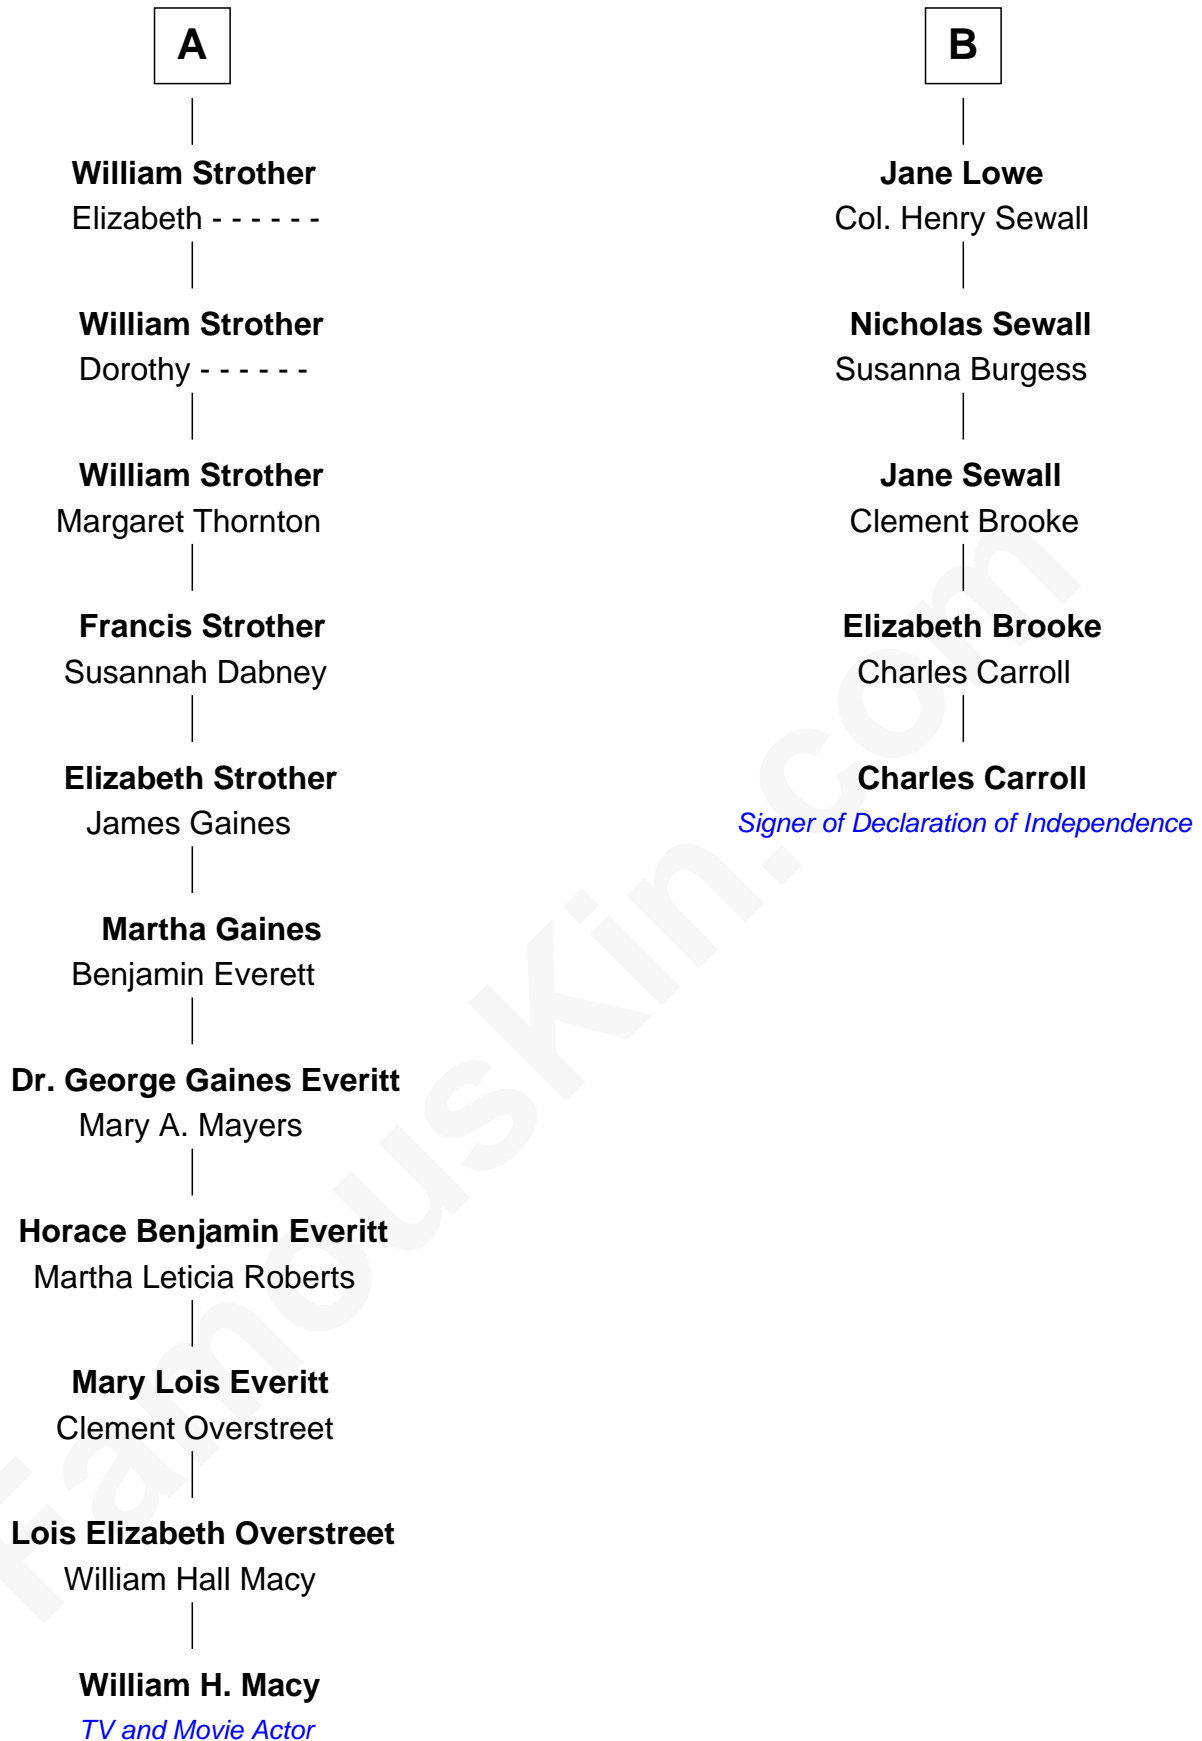 A
William Strother
Elizabeth - - - - - -
William Strother
Dorothy - - - - - -
William Strother
Margaret Thornton
Francis Strother
Susannah Dabney
Elizabeth Strother
James Gaines
Martha Gaines
Benjamin Everett
Dr. George Gaines Everitt
Mary A. Mayers
Horace Benjamin Everitt
Martha Leticia Roberts
Mary Lois Everitt
Clement Overstreet
Lois Elizabeth Overstreet
William Hall Macy
William H. Macy
TV and Movie Actor
B
Jane Lowe
Col. Henry Sewall
Nicholas Sewall
Susanna Burgess
Jane Sewall
Clement Brooke
Elizabeth Brooke
Charles Carroll
Charles Carroll
Signer of Declaration of Independence
FamousKin.com